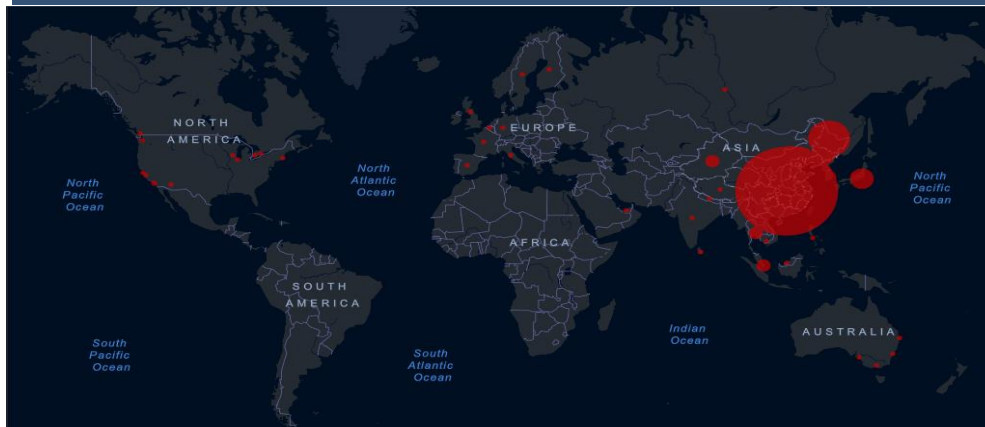 NORTH
AMERICA
EUROPE
ASIA
North
Pacific
Ocean
North
Atlantic
Ocean
North
Pacific
Ocean
AFRICA
SOUTH
AMERICA
Indian
Ocean
AUSTRALIA
South
Pacific
Ocean
South
Atlantic
Ocean